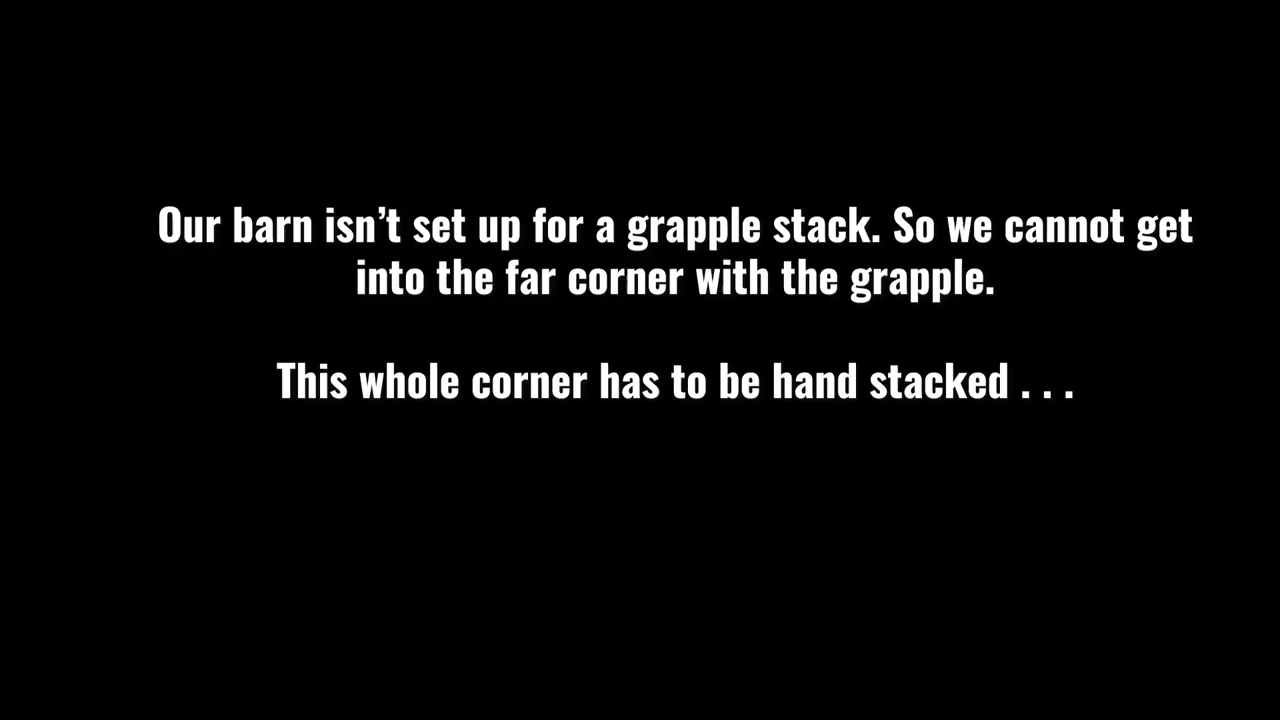 Our barn isn’t set up for a grapple stack. So we cannot get
into the far corner with the grapple.
This whole corner has to be hand stacked . . .